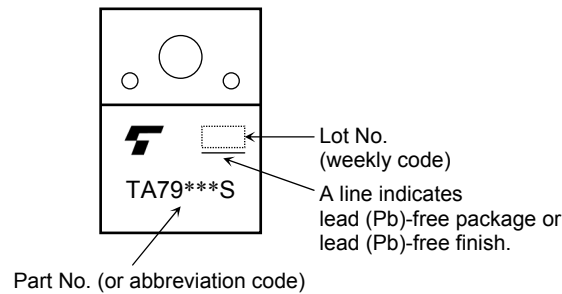 Lot No.
(weekly code)
TA79***S
A line indicates
lead (Pb)-free package or
lead (Pb)-free finish.
Part No. (or abbreviation code)